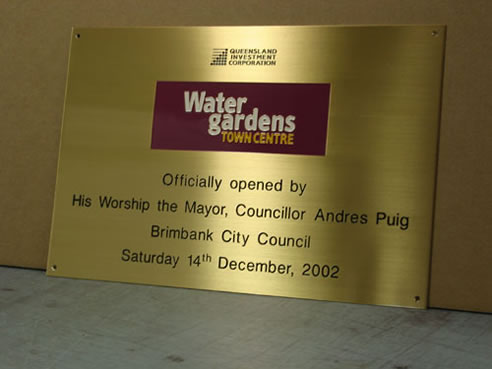 QUEENSLAND
INVESTMENT
CORPORATION
Water
gardens
TOWN CENTRE
Officially opened by
His Worship the Mayor, Councillor Andres Puig
Brimbank City Council
Saturday 14th December, 2002